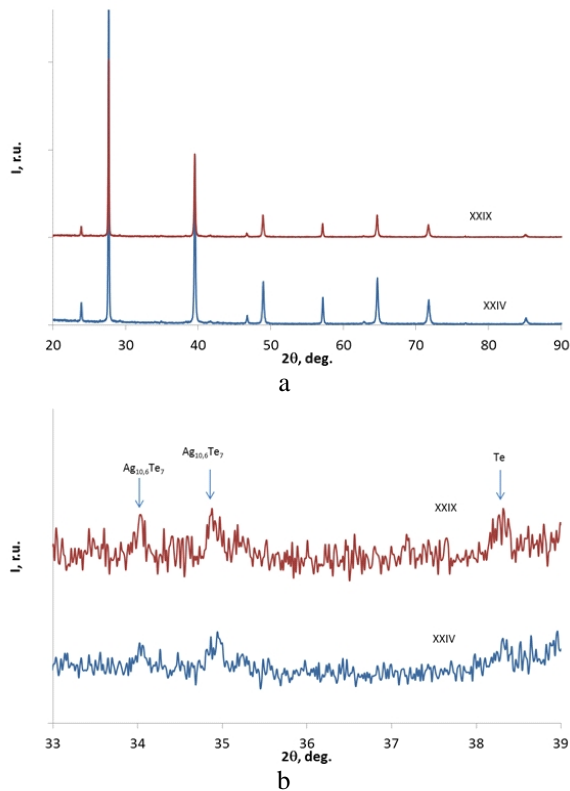 I, r.u.
XXIX
XXIV
20 30 40 50 60 70 80 90
2θ, deg.
a
I, r.u.
Ag10,6Te7
Ag10,6Te7
Te
XXIX
XXIV
33 34 35 36 37 38 39
2θ, deg.
b